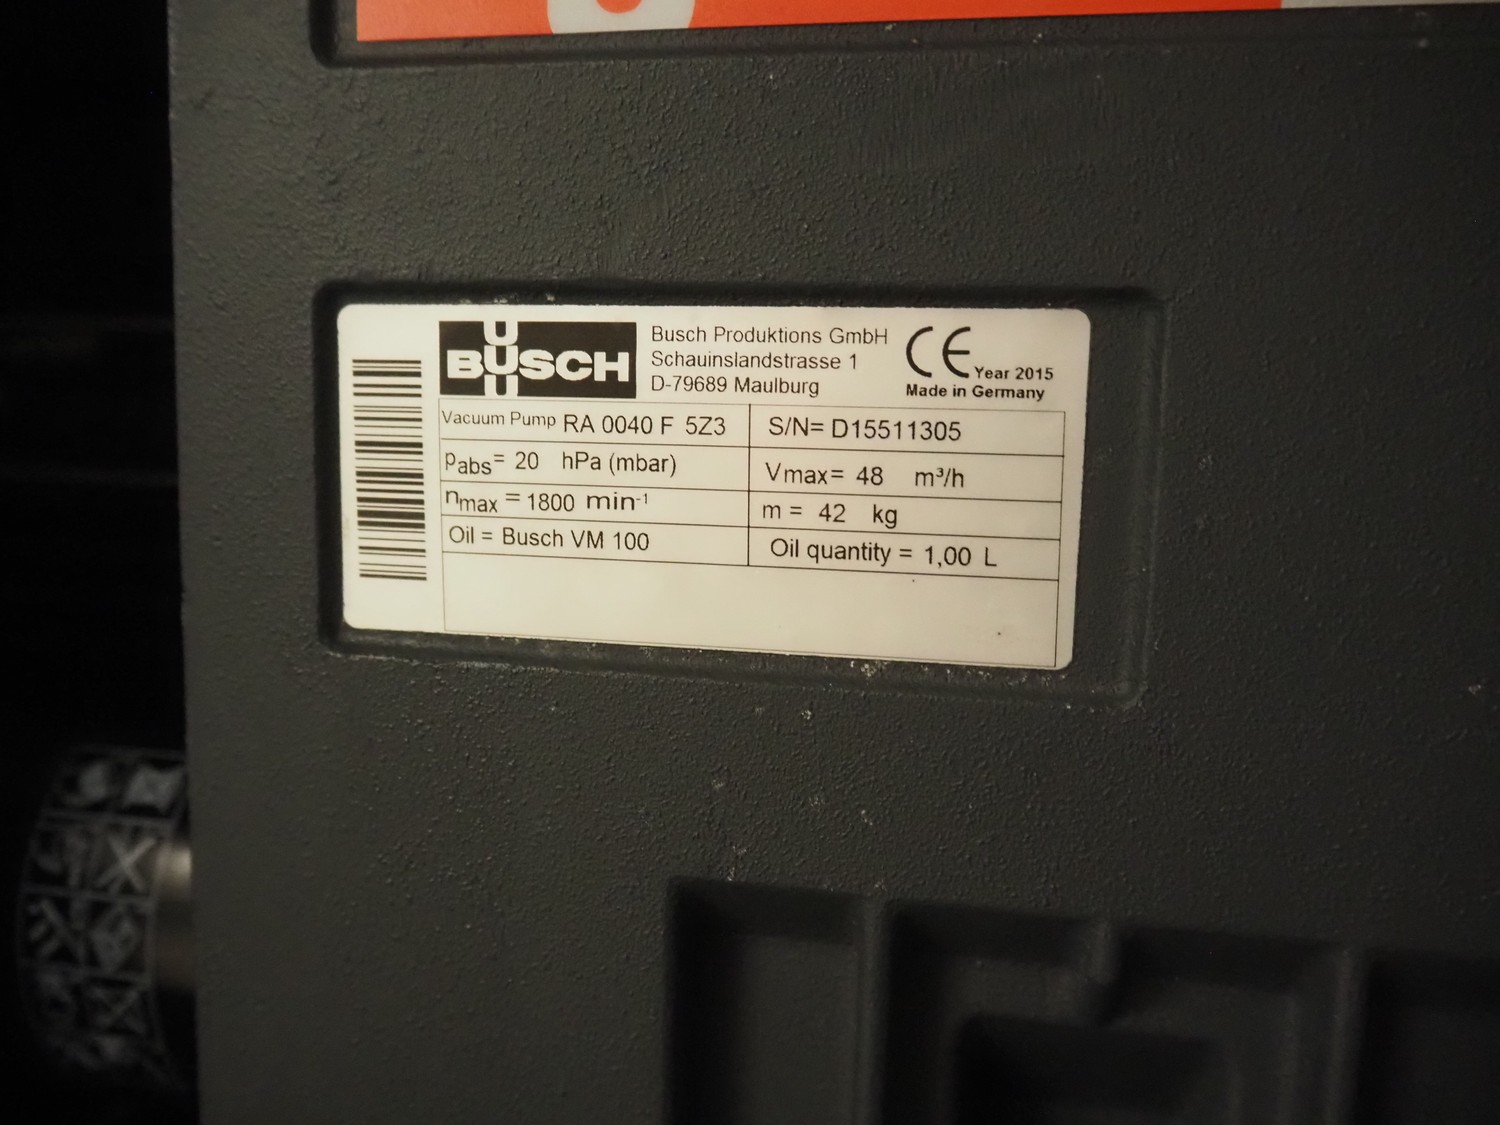 BUSCH
Busch Produktions GmbH
Schauinslandstrasse 1
D-79689 Maulburg
CE Year 2015
Made in Germany
Vacuum Pump RA 0040 F 5Z3
S/N= D15511305
pabs= 20 hPa (mbar)
Vmax= 48 m³/h
nmax = 1800 min-1
m = 42 kg
Oil = Busch VM 100
Oil quantity = 1,00 L